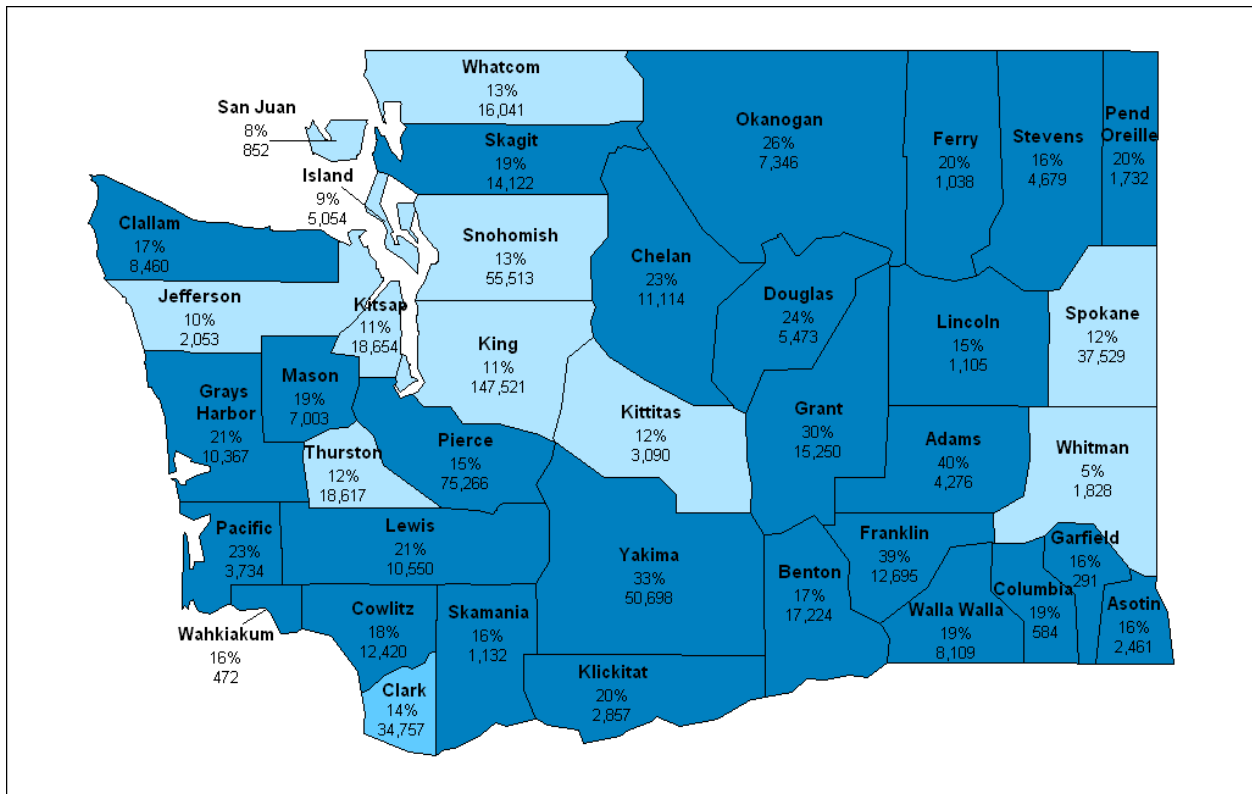 Whatcom
13%
16,041
San Juan
8%
852
Skagit
19%
14,122
Island
9%
5,054
Okanogan
26%
7,346
Ferry
20%
1,038
Stevens
16%
4,679
Pend
Oreille
20%
1,732
Clallam
17%
8,460
Snohomish
13%
55,513
Chelan
23%
11,114
Douglas
24%
5,473
Jefferson
10%
2,053
Kitsap
11%
18,654
King
11%
147,521
Lincoln
15%
1,105
Spokane
12%
37,529
Grays
Harbor
21%
10,367
Mason
19%
7,003
Kittitas
12%
3,090
Grant
30%
15,250
Adams
40%
4,276
Whitman
5%
1,828
Thurston
12%
18,617
Pierce
15%
75,266
Pacific
23%
3,734
Lewis
21%
10,550
Yakima
33%
50,698
Benton
17%
17,224
Franklin
39%
12,695
Walla Walla
19%
8,109
Columbia
19%
584
Garfield
16%
291
Asotin
16%
2,461
Wahkiakum
16%
472
Cowlitz
18%
12,420
Skamania
16%
1,132
Clark
14%
34,757
Klickitat
20%
2,857